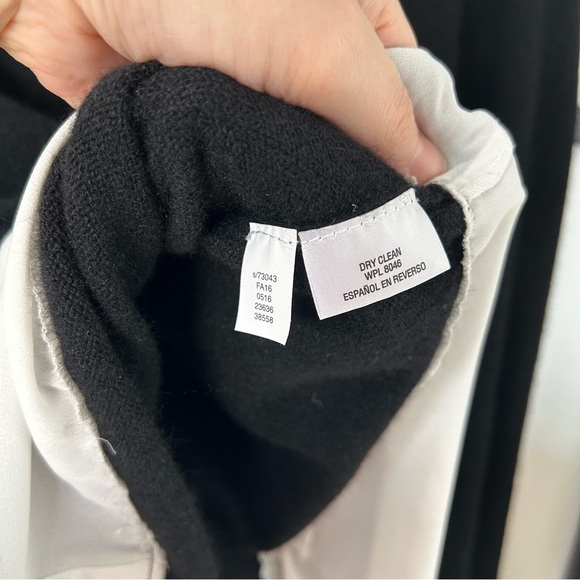 s/73043
FA16
0516
23636
38558
DRY CLEAN
WPL 8046
ESPAÑOL EN REVERSO